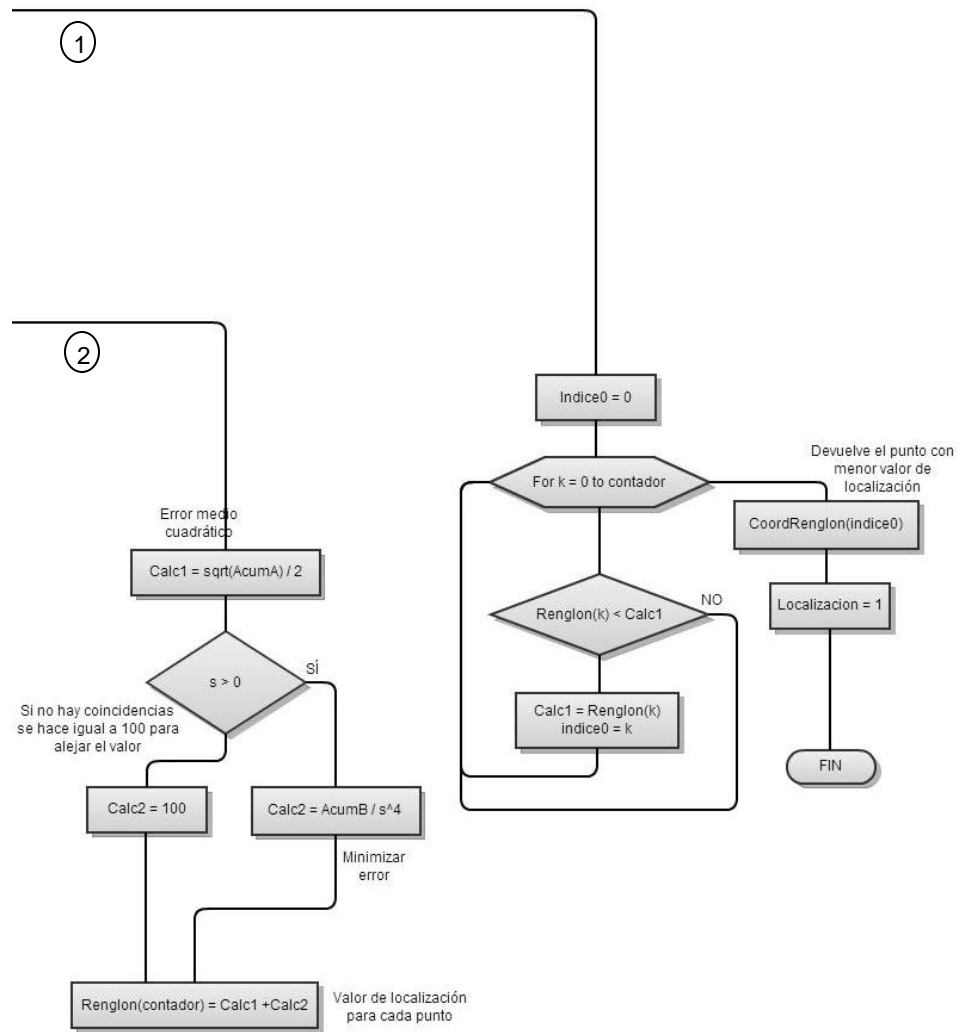 1
2
Error medio
cuadrático
Calc1 = sqrt(AcumA) / 2
s > 0
SÍ
Si no hay coincidencias
se hace igual a 100 para
alejar el valor
Calc2 = 100
Calc2 = AcumB / s^4
Minimizar
error
Renglon(contador) = Calc1 +Calc2
Valor de localización
para cada punto
Indice0 = 0
For k = 0 to contador
Renglon(k) < Calc1
NO
Calc1 = Renglon(k)
indice0 = k
Devuelve el punto con
menor valor de
localización
CoordRenglon(indice0)
Localizacion = 1
FIN